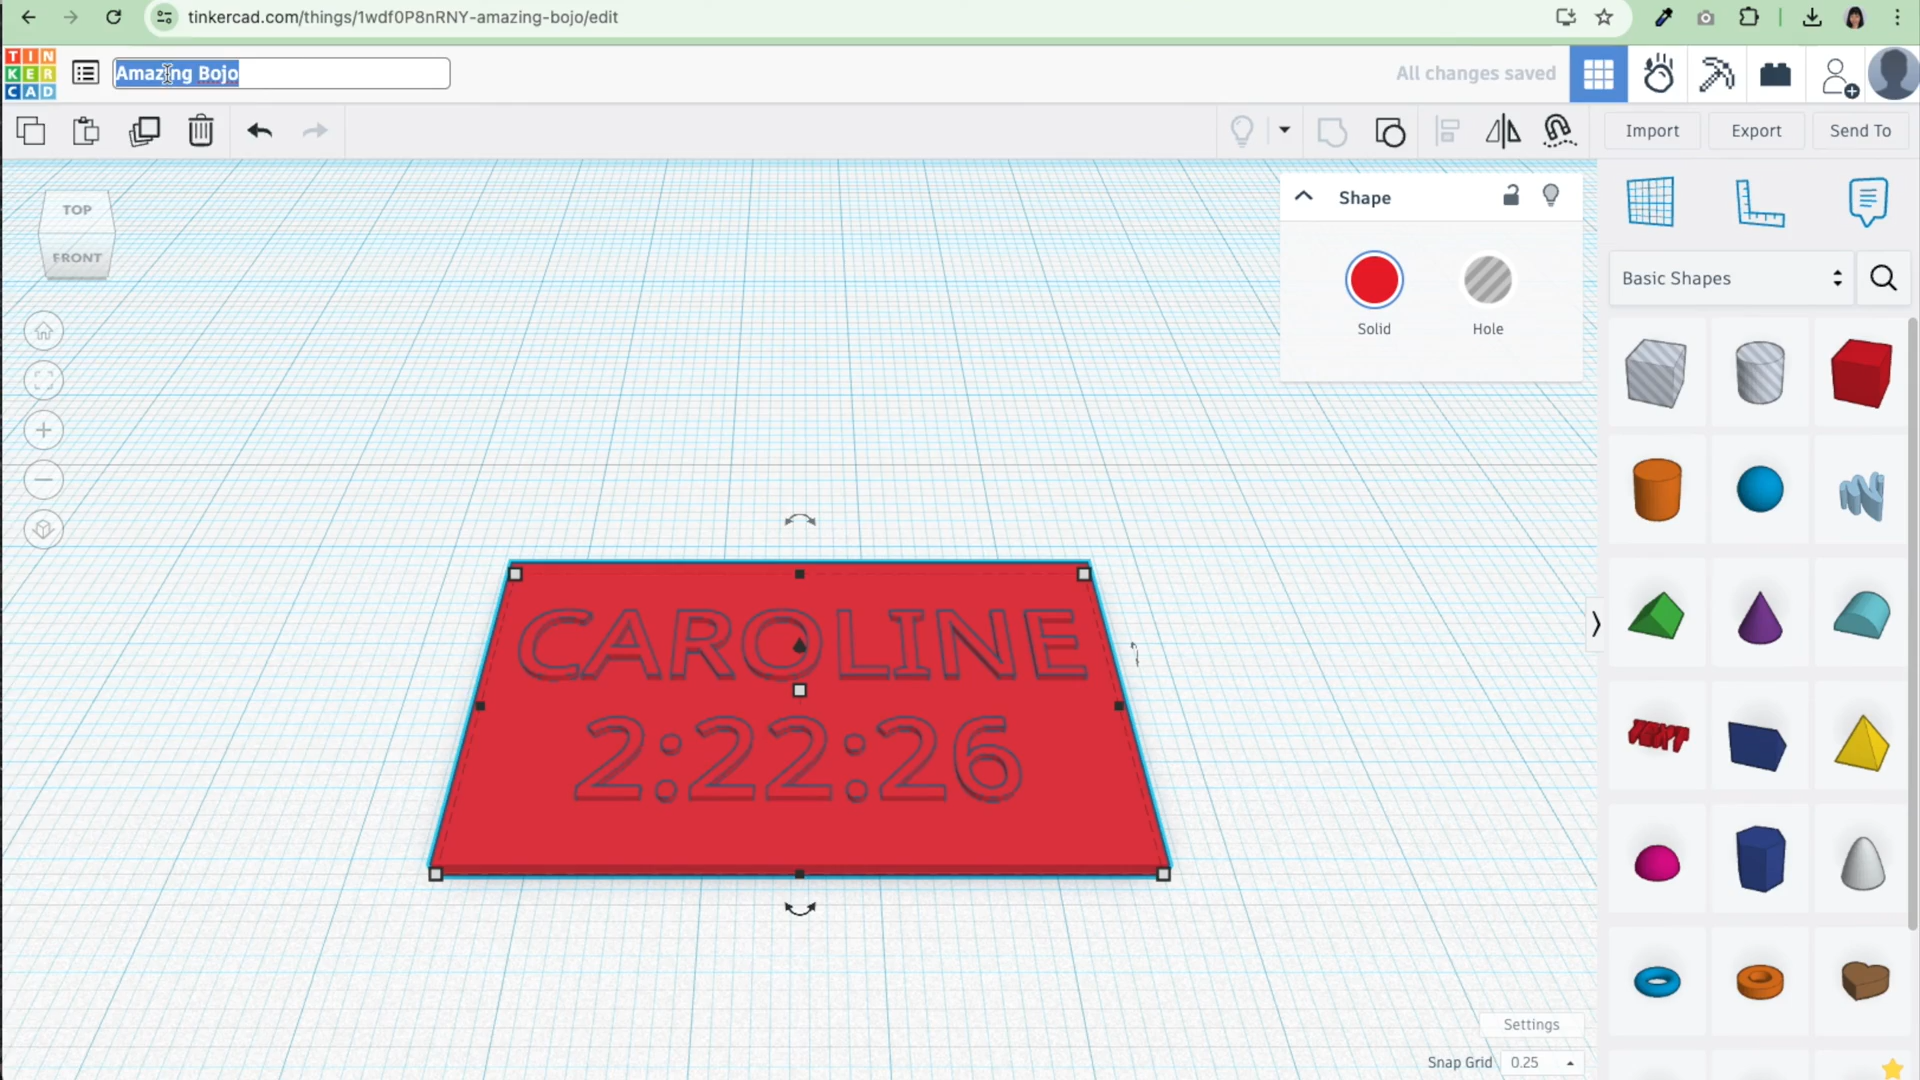 tinkercad.com/things/1wdf0P8nRNY-amazing-bojo/edit
TIN
KER
CAD
Amazing Bojo
All changes saved
Import
Export
Send To
TOP
FRONT
Shape
Solid
Hole
Basic Shapes
CAROLINE
2:22:26
TEXT
Settings
Snap Grid 0.25